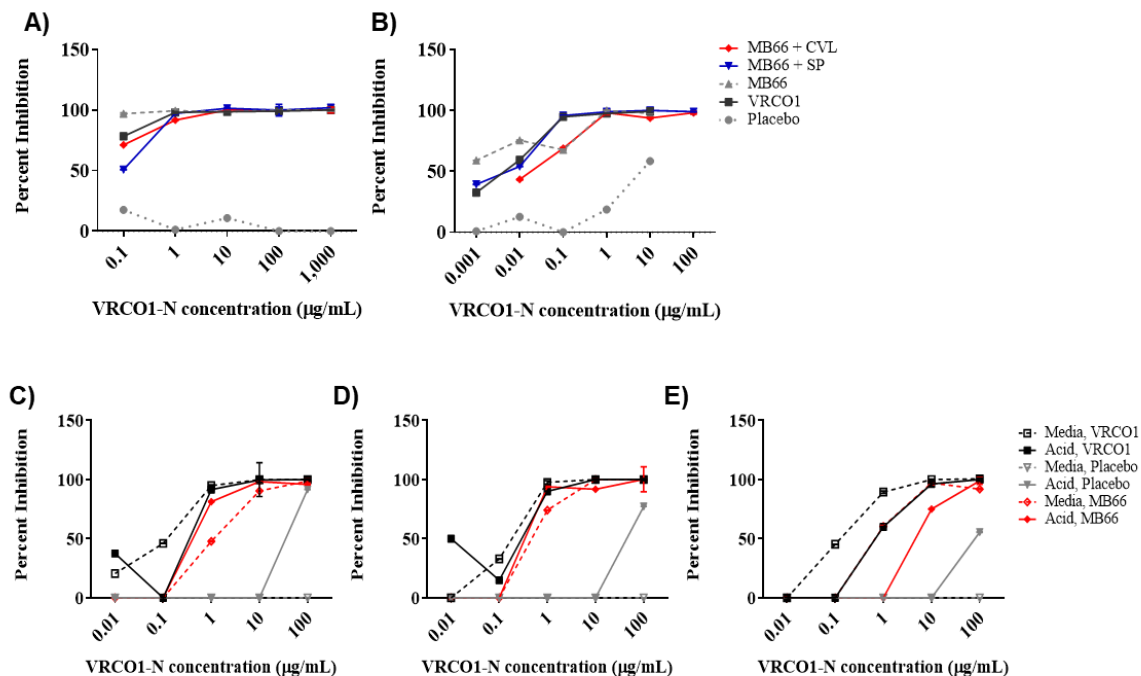 A)
B)
150
100
50
0
Percent Inhibition
0.1
1
10
100
1,000
VRCO1-N concentration (µg/mL)
150
100
50
0
Percent Inhibition
0.001
0.01
0.1
1
10
100
VRCO1-N concentration (µg/mL)
MB66 + CVL
MB66 + SP
MB66
VRCO1
Placebo
C)
D)
E)
150
100
50
0
Percent Inhibition
0.01
0.1
1
10
100
VRCO1-N concentration (µg/mL)
150
100
50
0
Percent Inhibition
0.01
0.1
1
10
100
VRCO1-N concentration (µg/mL)
150
100
50
0
Percent Inhibition
0.01
0.1
1
10
100
VRCO1-N concentration (µg/mL)
Media, VRCO1
Acid, VRCO1
Media, Placebo
Acid, Placebo
Media, MB66
Acid, MB66